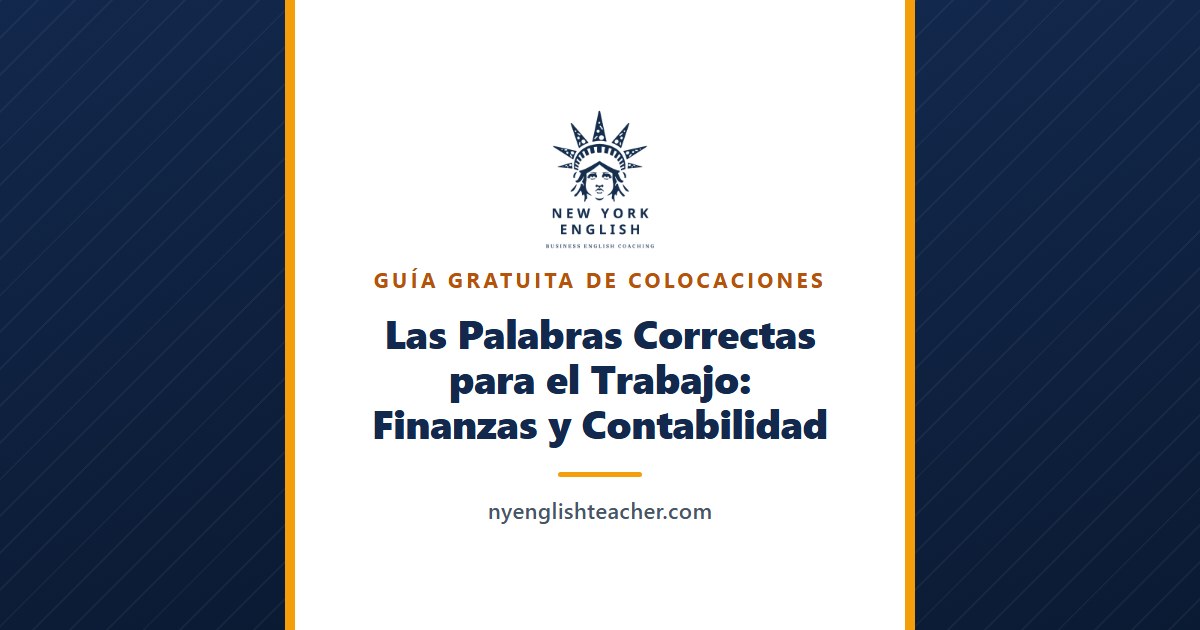 NEW YORK
ENGLISH
BUSINESS ENGLISH COACHING
GUÍA GRATUITA DE COLOCACIONES
Las Palabras Correctas
para el Trabajo:
Finanzas y Contabilidad
nyenglishteacher.com